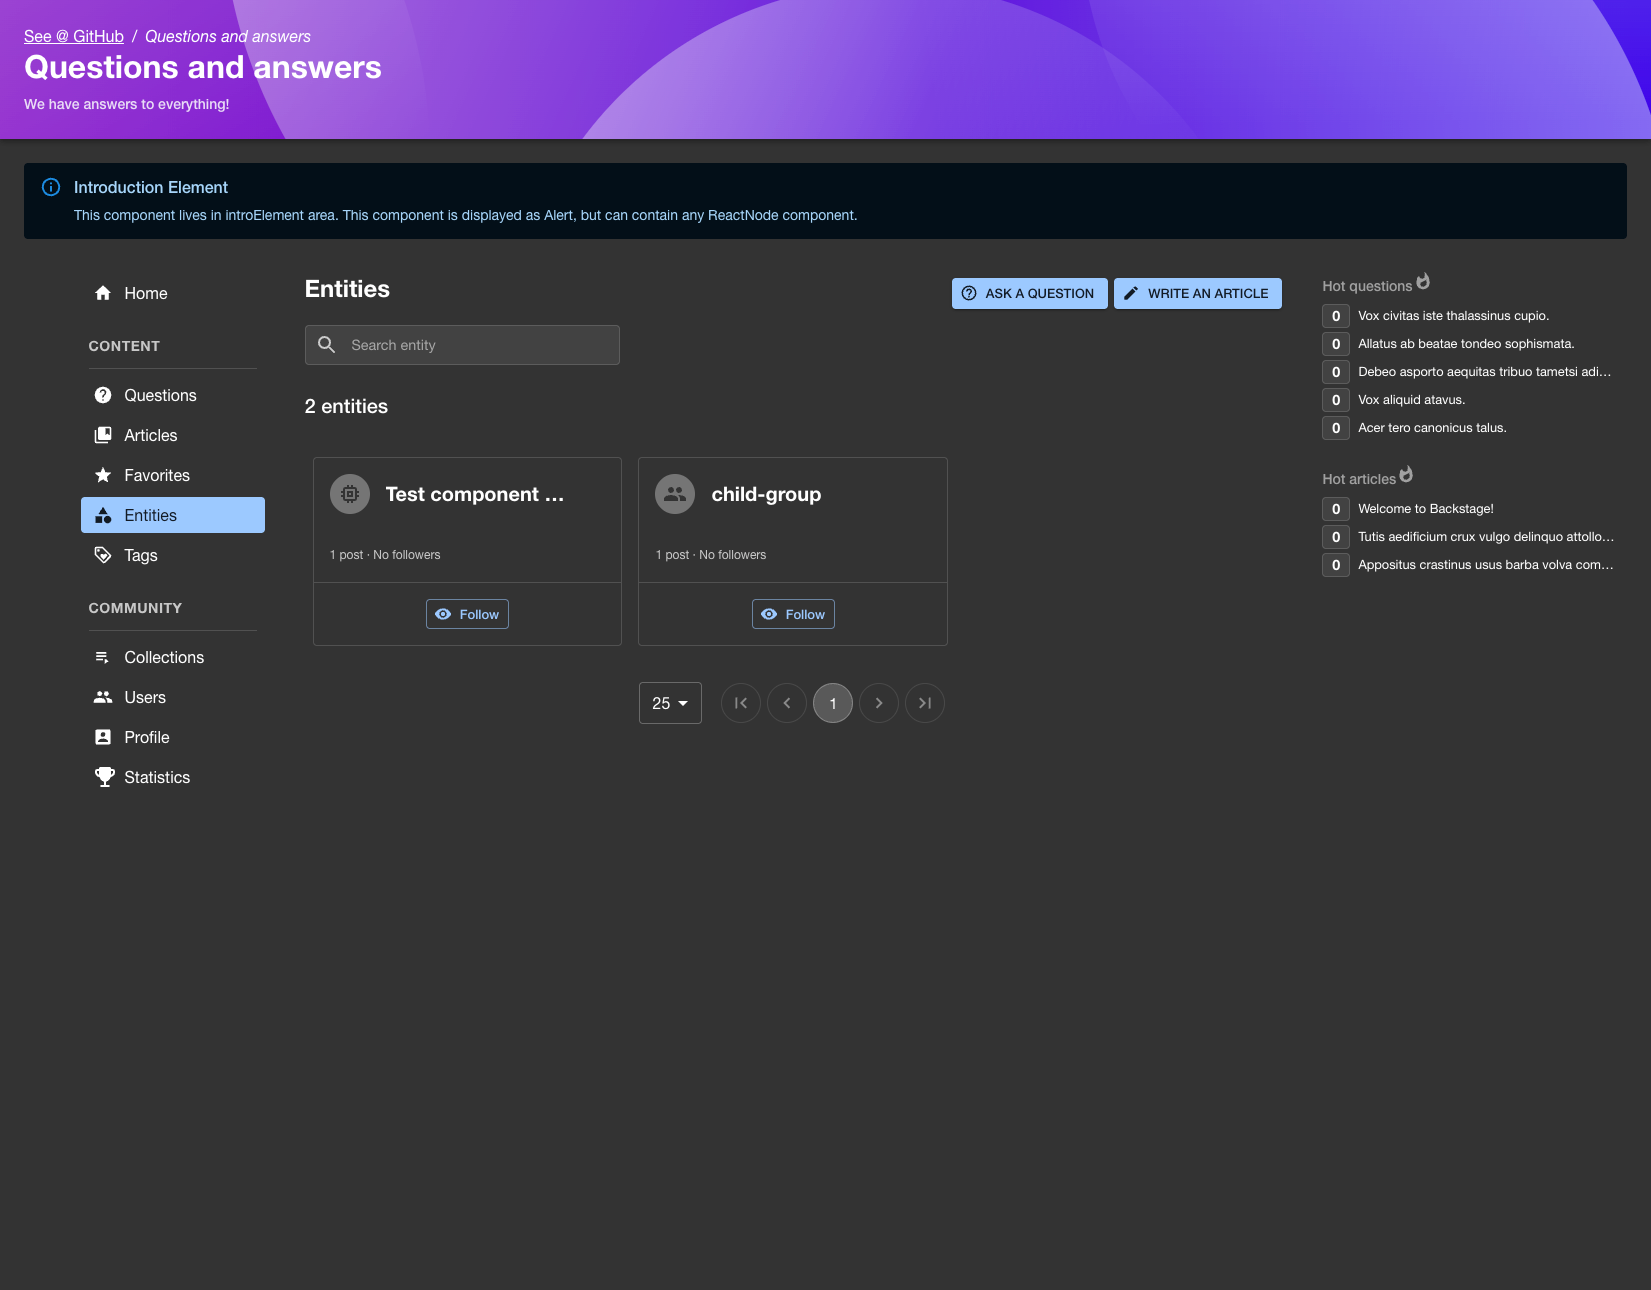 See @ GitHub / Questions and answers
Questions and answers
We have answers to everything!
Introduction Element
This component lives in introElement area. This component is displayed as Alert, but can contain any ReactNode component.
Home
CONTENT
Questions
Articles
Favorites
Entities
Tags
COMMUNITY
Collections
Users
Profile
Statistics
Entities
ASK A QUESTION
WRITE AN ARTICLE
Search entity
2 entities
Test component ...
1 post · No followers
Follow
child-group
1 post · No followers
Follow
25
1
Hot questions
0 Vox civitas iste thalassinus cupio.
0 Allatus ab beatae tondeo sophismata.
0 Debeo asporto aequitas tribuo tametsi adi...
0 Vox aliquid atavus.
0 Acer tero canonicus talus.
Hot articles
0 Welcome to Backstage!
0 Tutis aedificium crux vulgo delinquo attollo...
0 Appositus crastinus usus barba volva com...